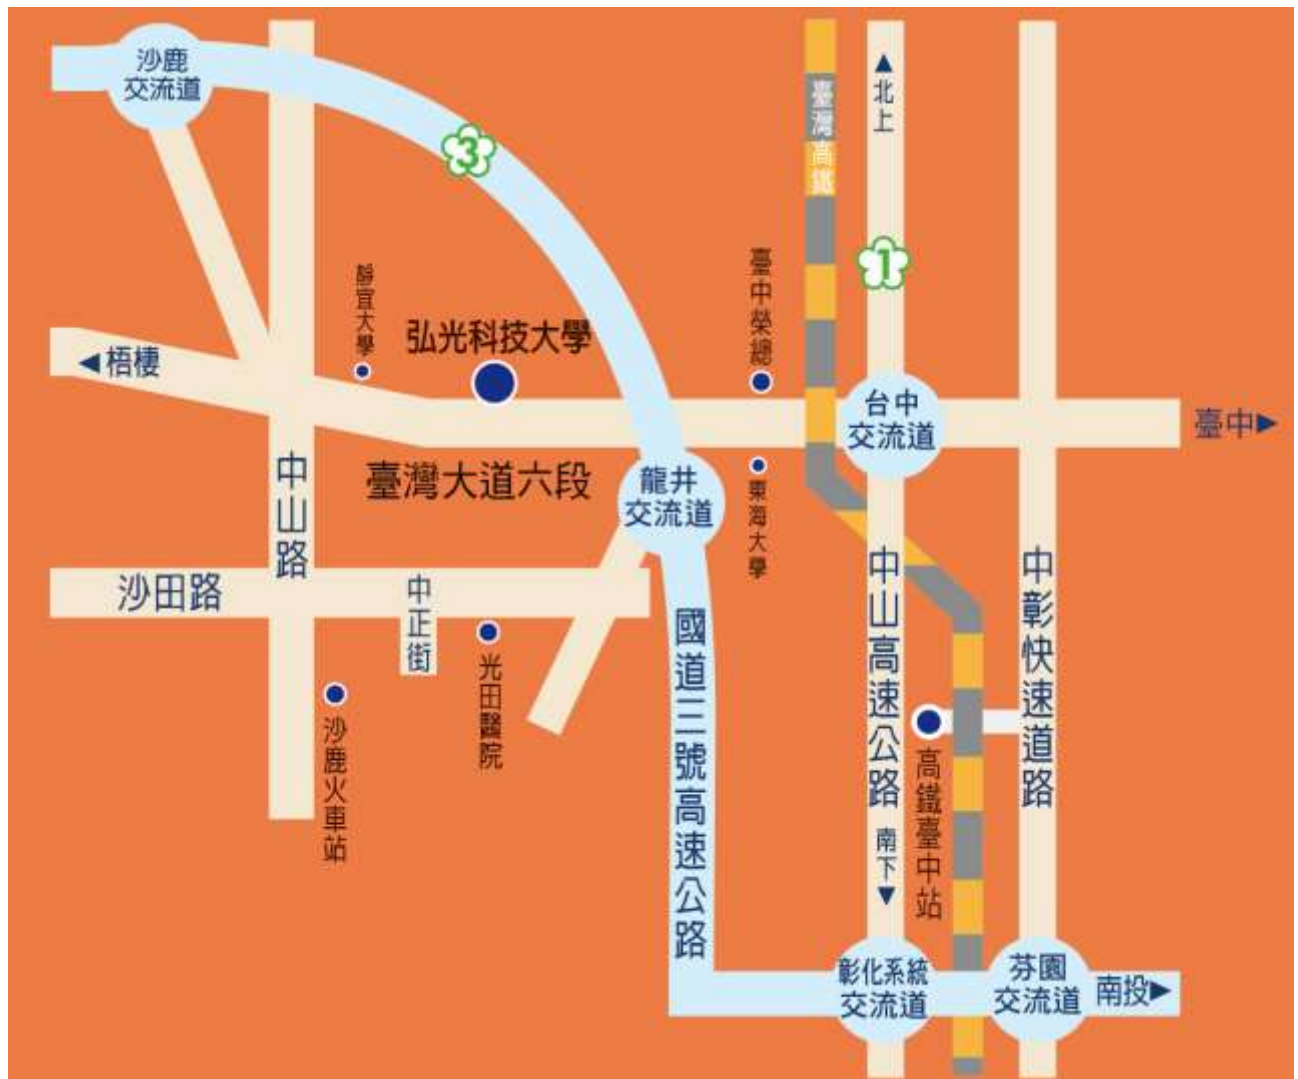 沙鹿
交流道
3
臺灣高鐵
▲北上
1
靜宜大學
弘光科技大學
臺中榮總
◀梧棲
台中
交流道
臺中▶
中山路
臺灣大道六段
龍井
交流道
東海大學
沙田路
中正街
光田醫院
沙鹿火車站
國道三號高速公路
中山高速公路
南下▼
高鐵臺中站
中彰快速道路
彰化系統
交流道
芬園
交流道
南投▶